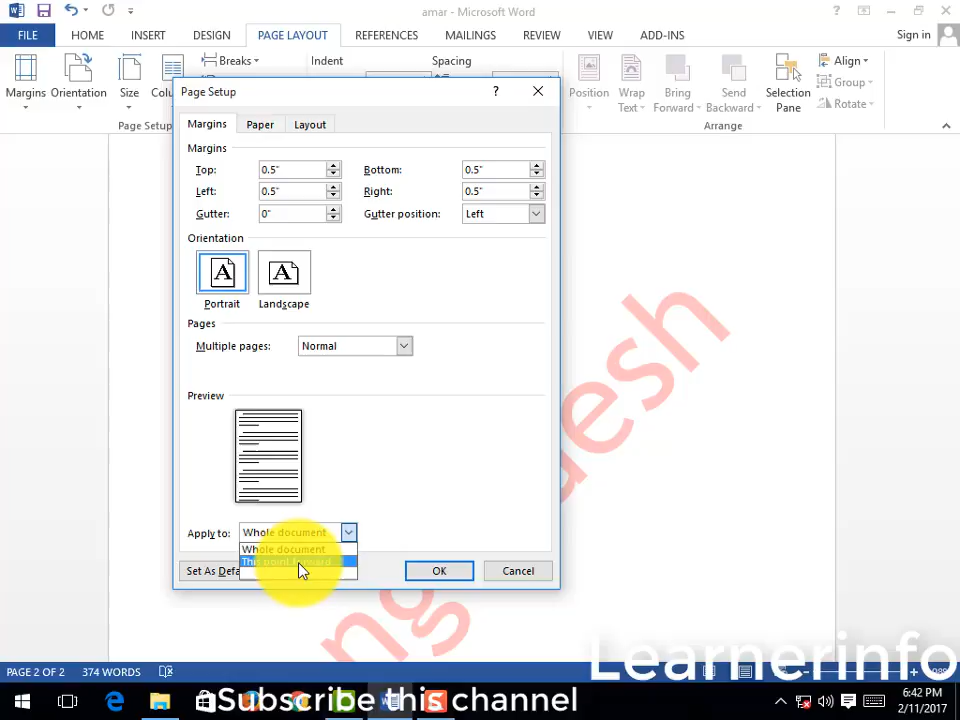 amar - Microsoft Word
FILE HOME INSERT DESIGN PAGE LAYOUT REFERENCES MAILINGS REVIEW VIEW ADD-INS Sign in
Breaks Indent Spacing Align
Margins Orientation Size Position Wrap Text Bring Forward Send Backward Selection Pane Group
Rotate
Page Setup Arrange
Page Setup ?
Margins Paper Layout
Margins
Top: 0.5" Bottom: 0.5"
Left: 0.5" Right: 0.5"
Gutter: 0" Gutter position: Left
Orientation
A A
Portrait Landscape
Pages
Multiple pages: Normal
Preview
Apply to: Whole document
Whole document
This point forward
Set As OK Cancel
PAGE 2 OF 2 374 WORDS
Learnerinfo
Subscribe this channel
6:42 PM
2/11/2017